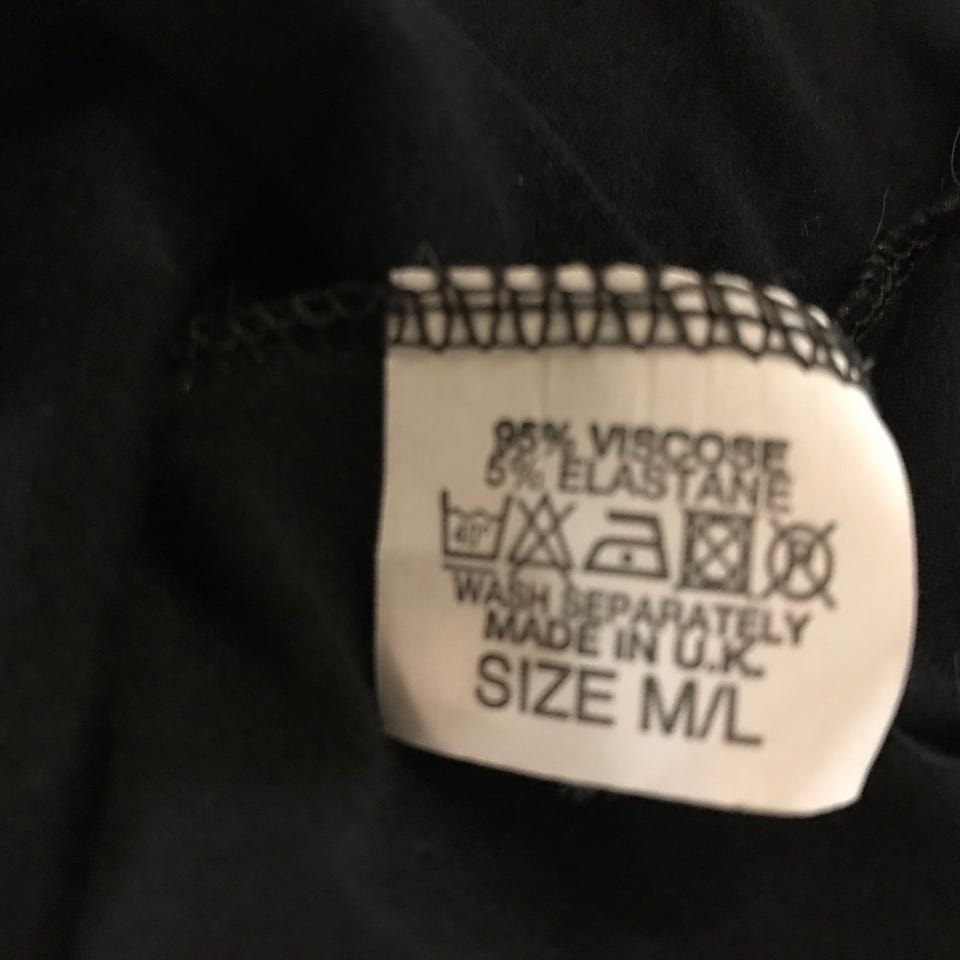 95% VISCOSE
5% ELASTANE
40°
WASH SEPARATELY
MADE IN U.K.
SIZE M/L